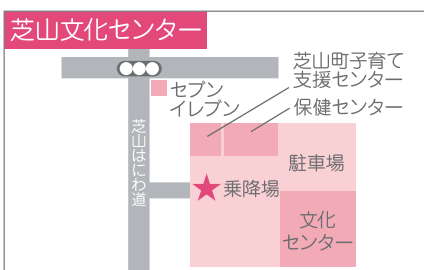 芝山文化センター
芝山町子育て
支援センター
セブン
イレブン
保健センター
芝山はにわ道
駐車場
乗降場
文化
センター